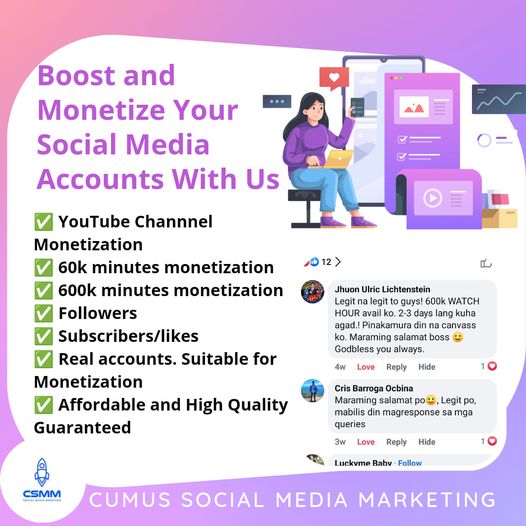 Boost and
Monetize Your
Social Media
Accounts With Us
✅ YouTube Channnel
Monetization
✅ 60k minutes monetization
✅ 600k minutes monetization
✅ Followers
✅ Subscribers/likes
✅ Real accounts. Suitable for
Monetization
✅ Affordable and High Quality
Guaranteed
12
Jhuon Ulric Lichtenstein
Legit na legit to guys! 600k WATCH
HOUR avail ko. 2-3 days lang kuha
agad.! Pinakamura din na canvass
ko. Maraming salamat boss 😀
Godbless you always.
4w Love Reply Hide 1
Cris Barroga Ocbina
Maraming salamat po😀, Legit po,
mabilis din magresponse sa mga
queries
3w Love Reply Hide 1
Luckyme Baby · Follow
CSMM
SOCIAL MEDIA MARKETING
CUMUS SOCIAL MEDIA MARKETING